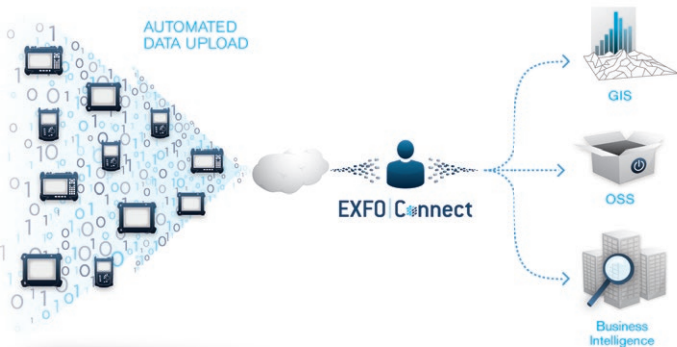 AUTOMATED
DATA UPLOAD
EXFO Connect
GIS
OSS
Business
Intelligence